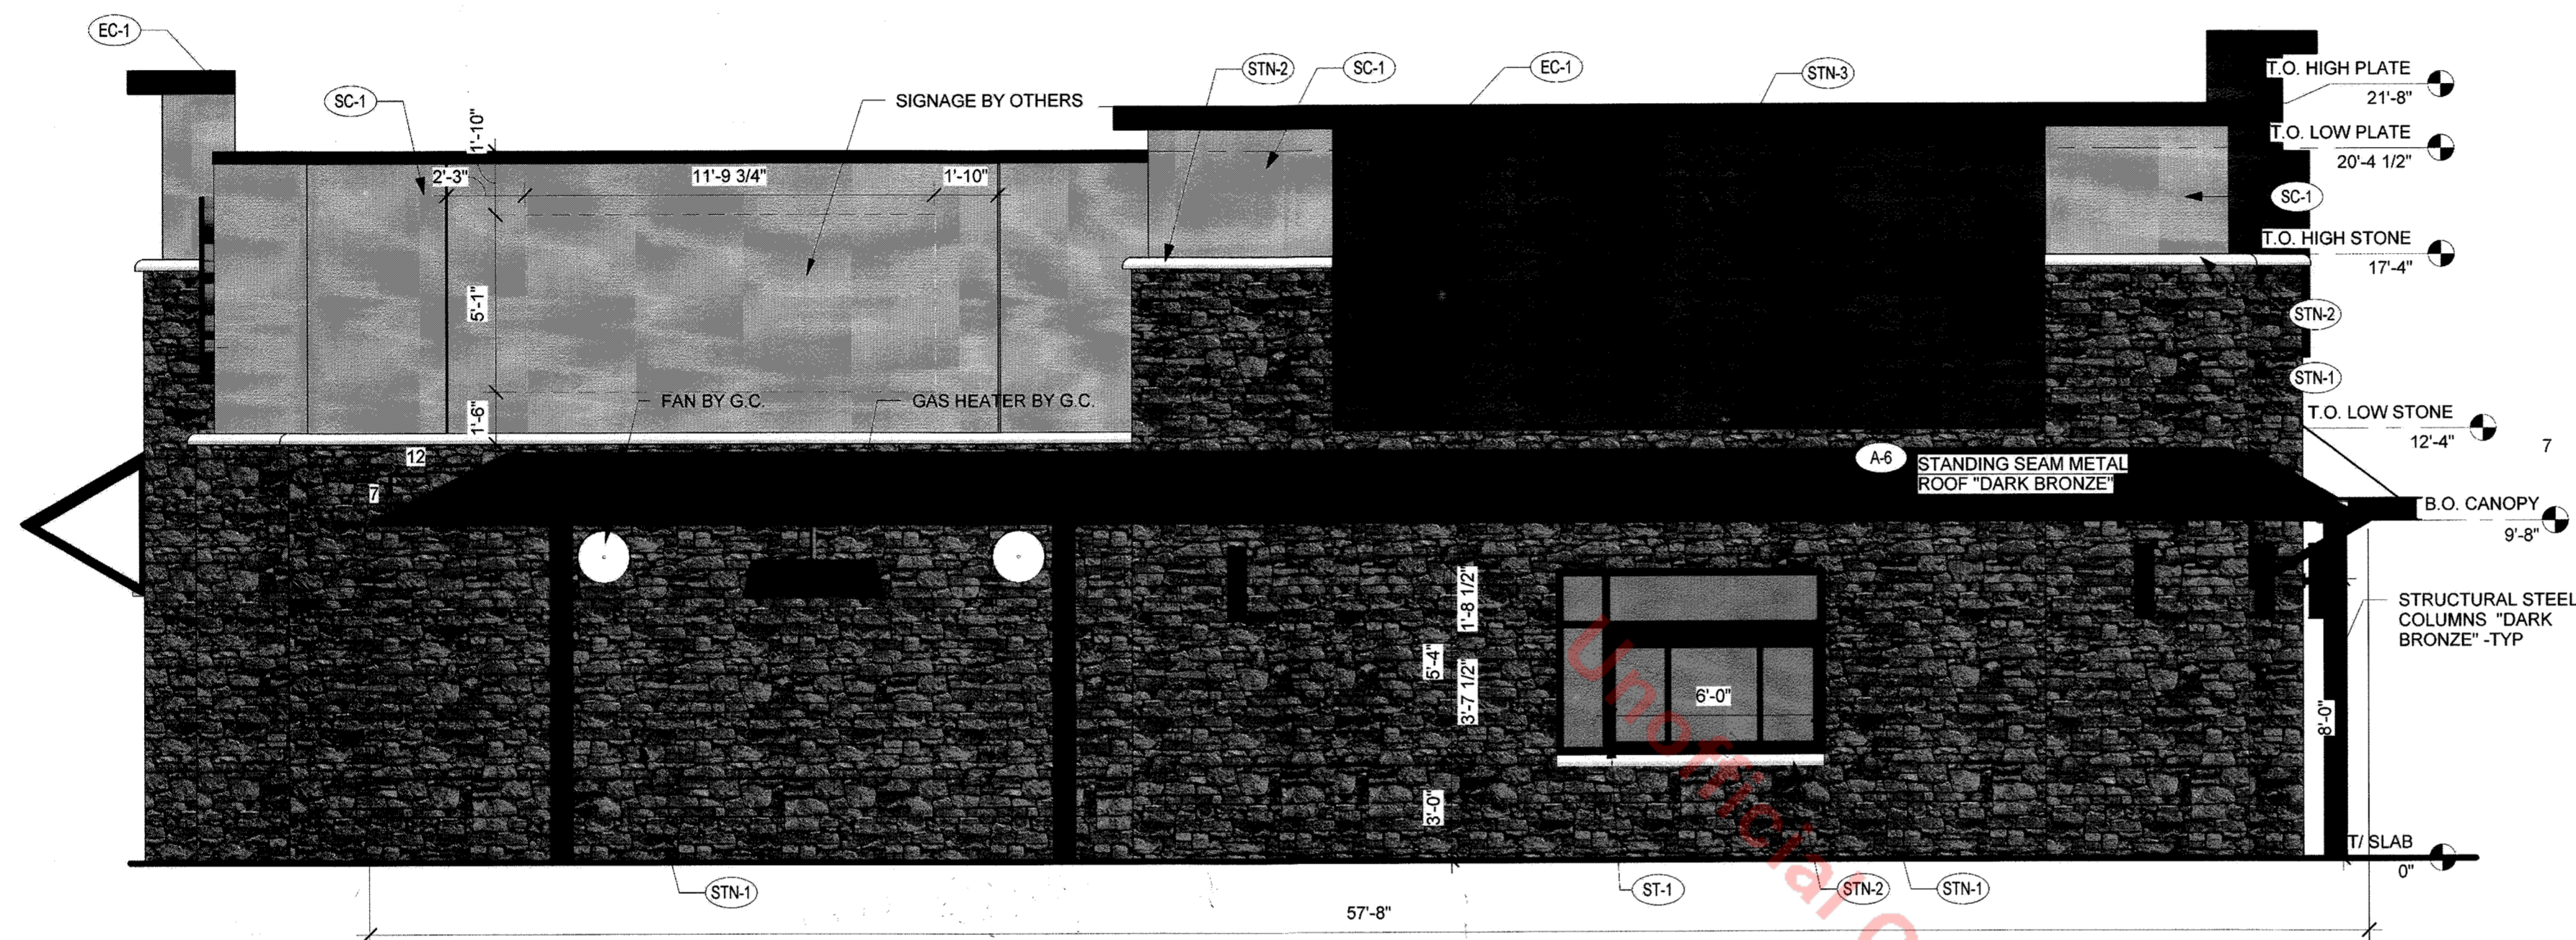 EC-1
SC-1
1'-10"
SIGNAGE BY OTHERS
STN-2
SC-1
EC-1
STN-3
T.O. HIGH PLATE
21'-8"
T.O. LOW PLATE
20'-4 1/2"
2'-3"
11'-9 3/4"
1'-10"
SC-1
T.O. HIGH STONE
17'-4"
5'-1"
STN-2
STN-1
1'-6"
FAN BY G.C.
GAS HEATER BY G.C.
T.O. LOW STONE
12'-4"
7
12
7
A-6
STANDING SEAM METAL
ROOF "DARK BRONZE"
B.O. CANOPY
9'-8"
1'-8 1/2"
5'-4"
3'-7 1/2"
6'-0"
STRUCTURAL STEEL
COLUMNS "DARK
BRONZE" -TYP
8'-0"
3'-0"
T/ SLAB
0"
STN-1
ST-1
STN-2
STN-1
57'-8"
Unofficial